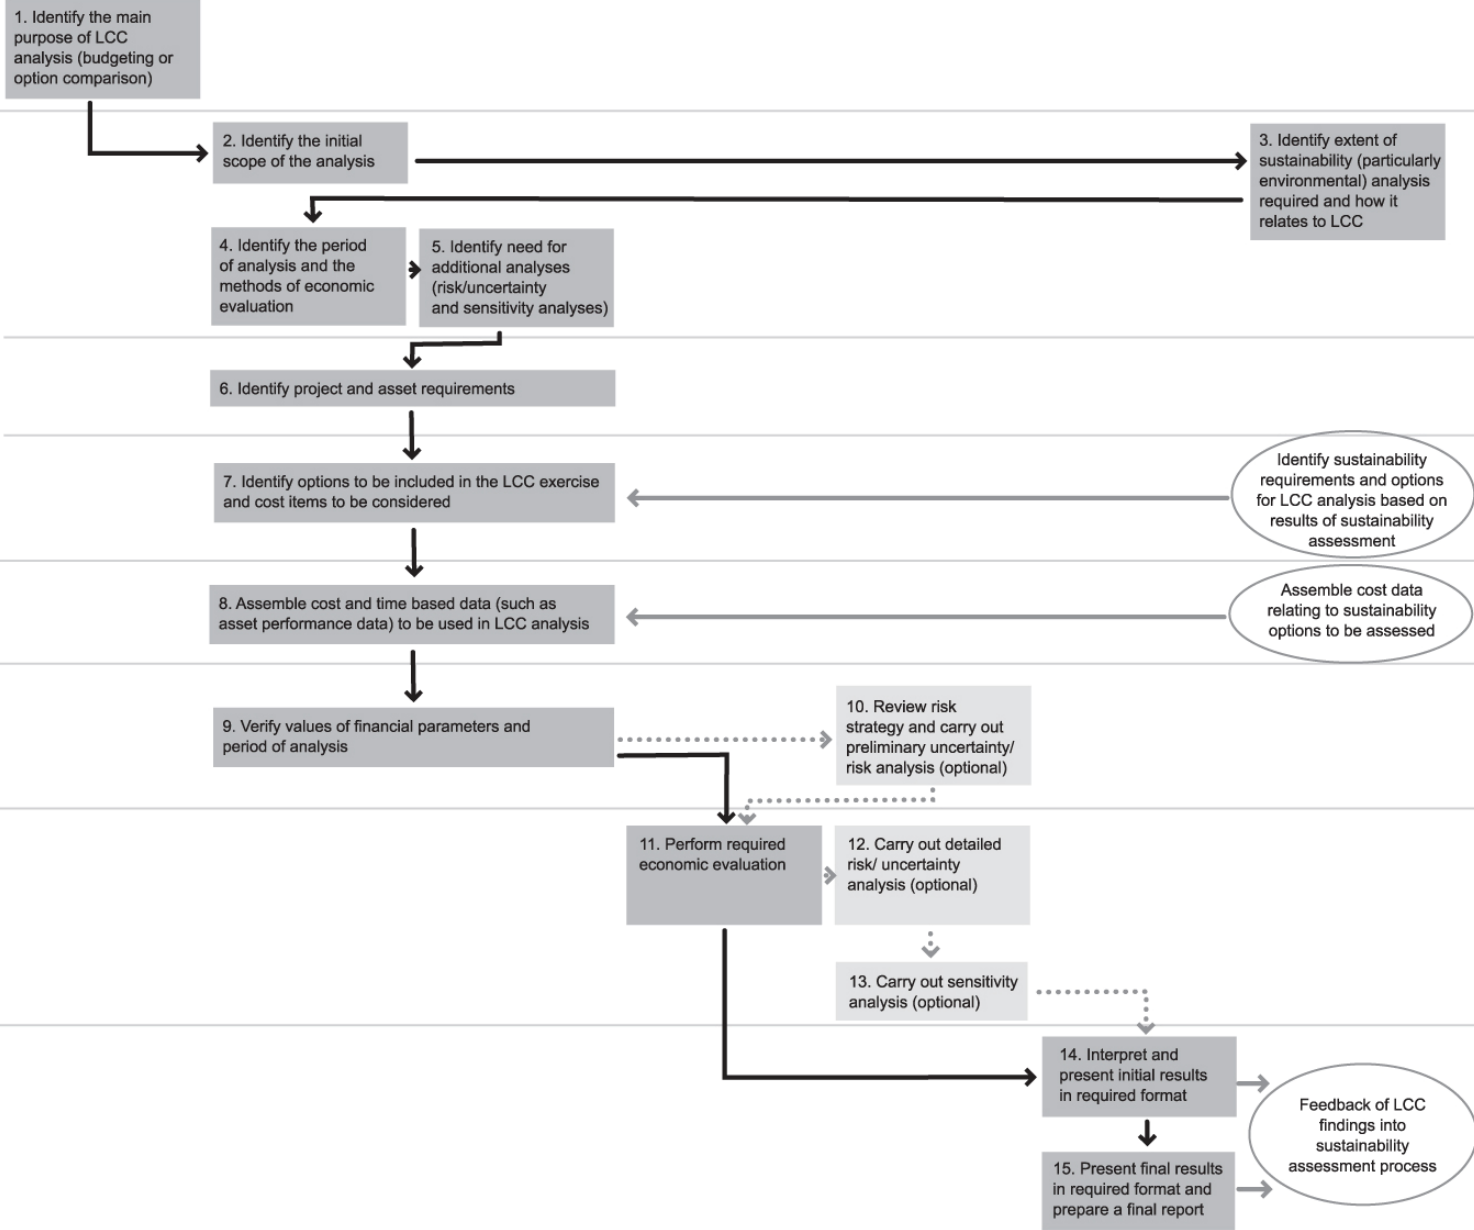 1. Identify the main
purpose of LCC
analysis (budgeting or
option comparison)
2. Identify the initial
scope of the analysis
3. Identify extent of
sustainability (particularly
environmental) analysis
required and how it
relates to LCC
4. Identify the period
of analysis and the
methods of economic
evaluation
5. Identify need for
additional analyses
(risk/uncertainty
and sensitivity analyses)
6. Identify project and asset requirements
7. Identify options to be included in the LCC exercise
and cost items to be considered
Identify sustainability
requirements and options
for LCC analysis based on
results of sustainability
assessment
8. Assemble cost and time based data (such as
asset performance data) to be used in LCC analysis
Assemble cost data
relating to sustainability
options to be assessed
9. Verify values of financial parameters and
period of analysis
10. Review risk
strategy and carry out
preliminary uncertainty/
risk analysis (optional)
11. Perform required
economic evaluation
12. Carry out detailed
risk/ uncertainty
analysis (optional)
13. Carry out sensitivity
analysis (optional)
14. Interpret and
present initial results
in required format
Feedback of LCC
findings into
sustainability
assessment process
15. Present final results
in required format and
prepare a final report